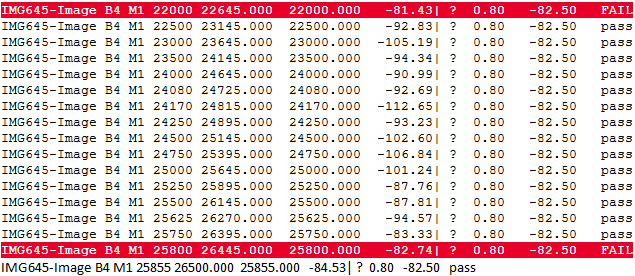 IMG645-Image B4 M1 22000 22645.000 22000.000 -81.43| ? 0.80 -82.50 FAIL
IMG645-Image B4 M1 22500 23145.000 22500.000 -92.83| ? 0.80 -82.50 pass
IMG645-Image B4 M1 23000 23645.000 23000.000 -105.19| ? 0.80 -82.50 pass
IMG645-Image B4 M1 23500 24145.000 23500.000 -94.34| ? 0.80 -82.50 pass
IMG645-Image B4 M1 24000 24645.000 24000.000 -90.99| ? 0.80 -82.50 pass
IMG645-Image B4 M1 24080 24725.000 24080.000 -92.69| ? 0.80 -82.50 pass
IMG645-Image B4 M1 24170 24815.000 24170.000 -112.65| ? 0.80 -82.50 pass
IMG645-Image B4 M1 24250 24895.000 24250.000 -93.23| ? 0.80 -82.50 pass
IMG645-Image B4 M1 24500 25145.000 24500.000 -102.60| ? 0.80 -82.50 pass
IMG645-Image B4 M1 24750 25395.000 24750.000 -106.84| ? 0.80 -82.50 pass
IMG645-Image B4 M1 25000 25645.000 25000.000 -101.24| ? 0.80 -82.50 pass
IMG645-Image B4 M1 25250 25895.000 25250.000 -87.76| ? 0.80 -82.50 pass
IMG645-Image B4 M1 25500 26145.000 25500.000 -87.81| ? 0.80 -82.50 pass
IMG645-Image B4 M1 25625 26270.000 25625.000 -94.57| ? 0.80 -82.50 pass
IMG645-Image B4 M1 25750 26395.000 25750.000 -83.33| ? 0.80 -82.50 pass
IMG645-Image B4 M1 25800 26445.000 25800.000 -82.74| ? 0.80 -82.50 FAIL
IMG645-Image B4 M1 25855 26500.000 25855.000 -84.53| ? 0.80 -82.50 pass